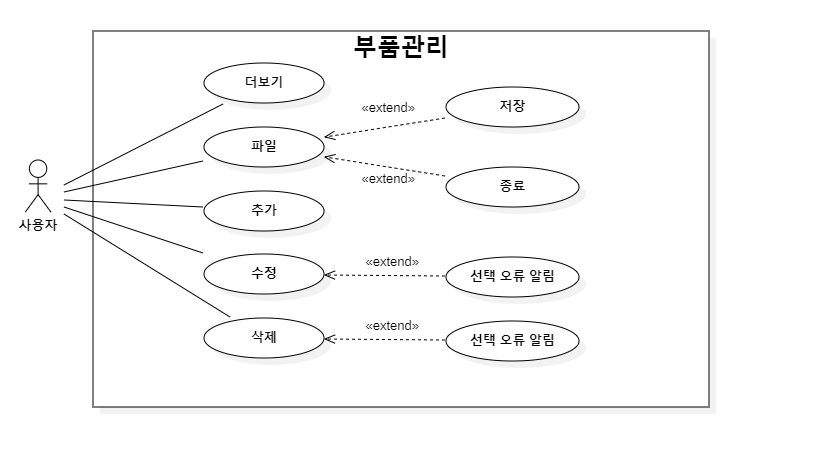 부품관리
더보기
«extend»
저장
파일
«extend»
종료
추가
사용자
수정
«extend»
선택 오류 알림
삭제
«extend»
선택 오류 알림